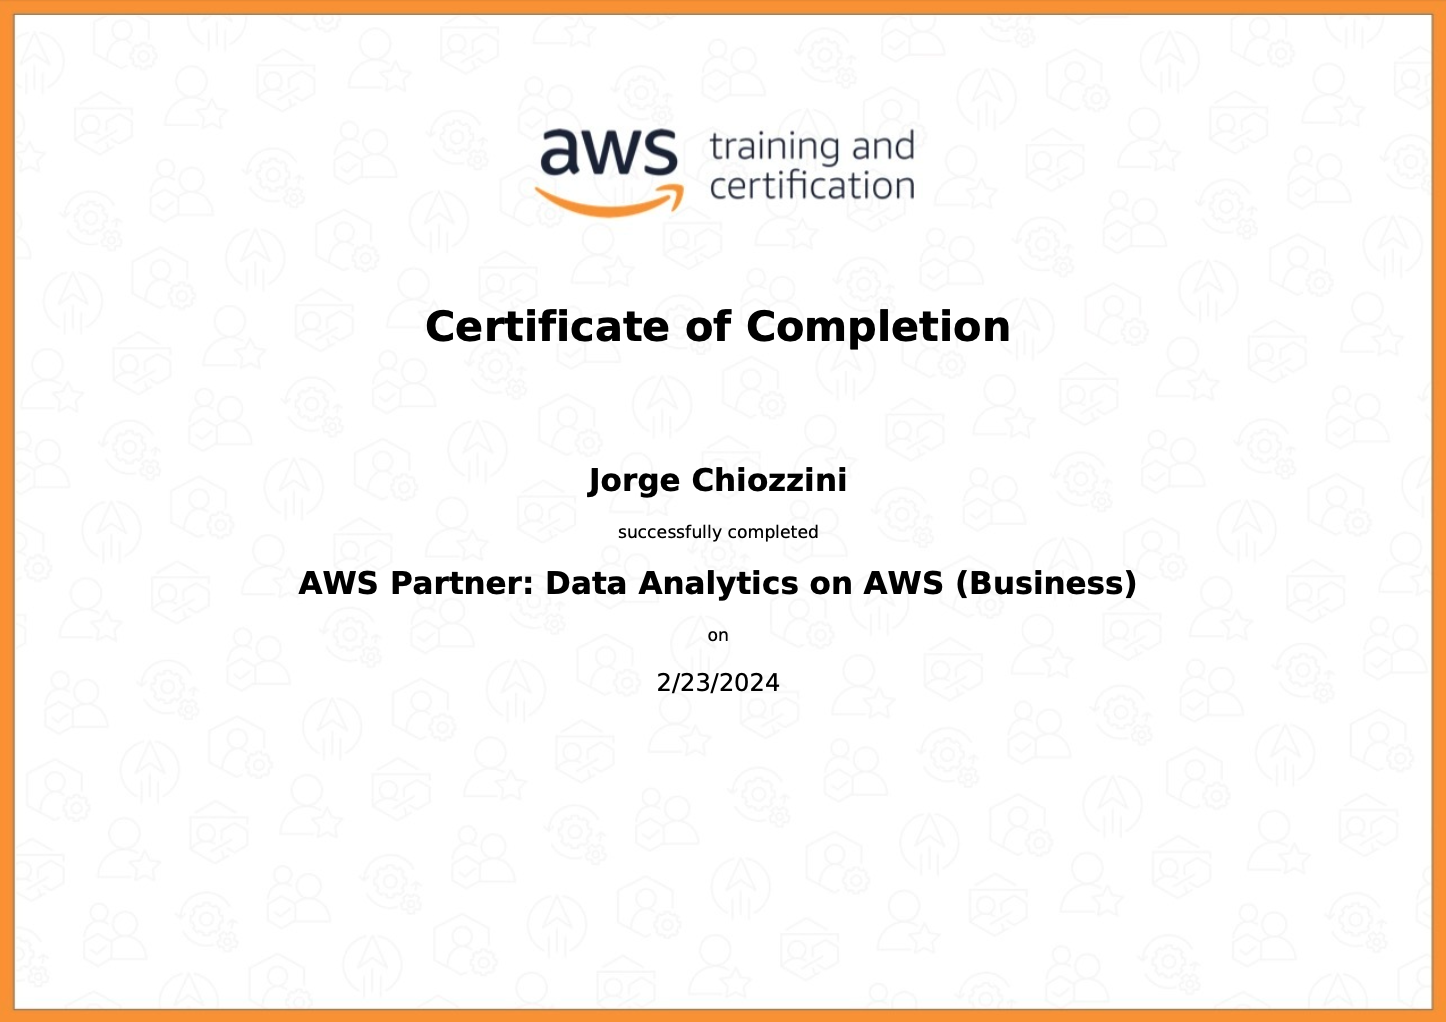 aws training and
certification
Certificate of Completion
Jorge Chiozzini
successfully completed
AWS Partner: Data Analytics on AWS (Business)
on
2/23/2024